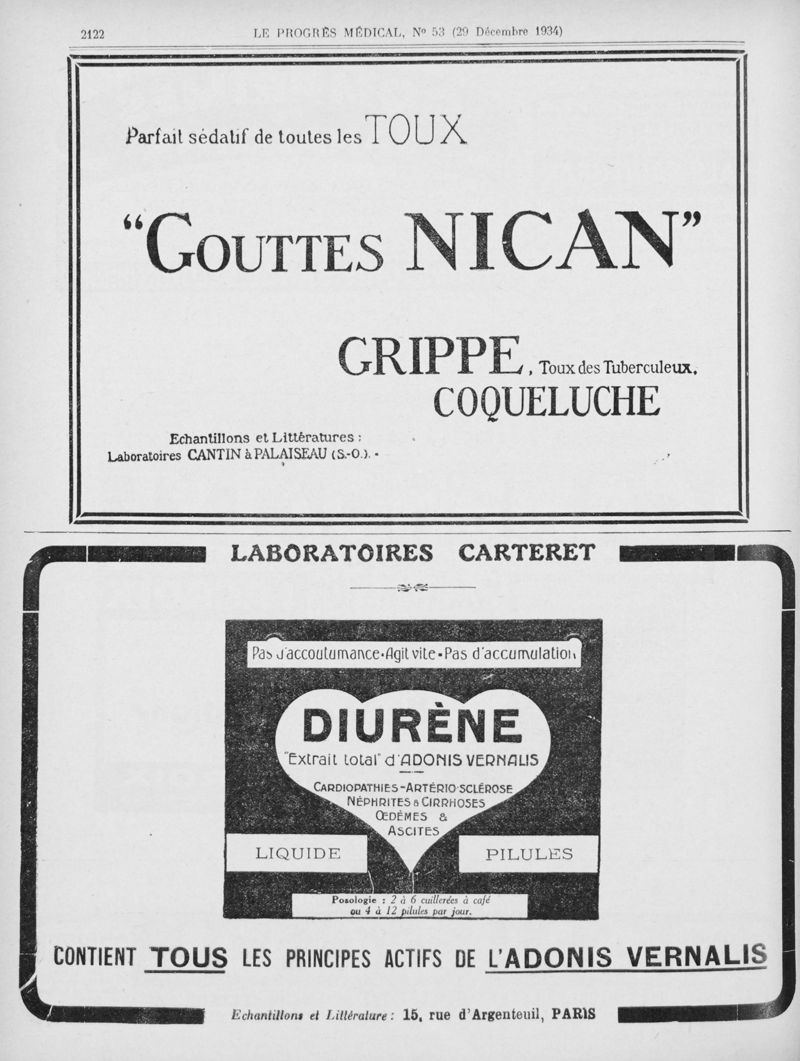 2122
LE PROGRÈS MÉDICAL, Nº 53 (29 Décembre 1934)
Parfait sédatif de toutes les TOUX
“GOUTTES NICAN”
GRIPPE, Toux des Tuberculeux,
COQUELUCHE
Echantillons et Littératures :
Laboratoires CANTIN à PALAISEAU (S.-O.).
LABORATOIRES CARTERET
Pas d'accoutumance • Agit vite • Pas d'accumulation
DIURÈNE
"Extrait total" d'ADONIS VERNALIS
CARDIOPATHIES - ARTÉRIO-SCLÉROSE
NÉPHRITES & CIRRHOSES
ŒDÈMES &
ASCITES
LIQUIDE PILULES
Posologie : 2 à 6 cuillerées à café
ou 4 à 12 pilules par jour.
CONTIENT TOUS LES PRINCIPES ACTIFS DE L'ADONIS VERNALIS
Echantillons et Littérature : 15, rue d'Argenteuil, PARIS